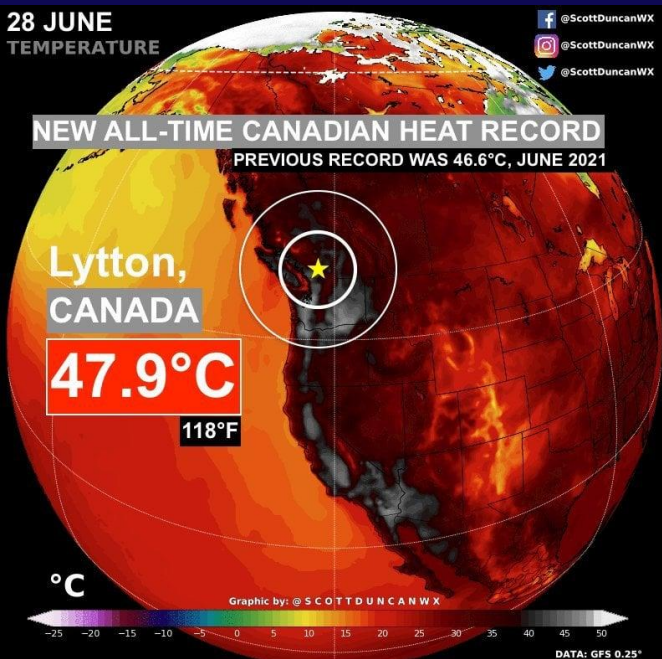 28 JUNE
TEMPERATURE
@ScottDuncanWX
@ScottDuncanWX
@ScottDuncanWX
NEW ALL-TIME CANADIAN HEAT RECORD
PREVIOUS RECORD WAS 46.6°C, JUNE 2021
Lytton,
CANADA
47.9°C
118°F
°C
Graphic by: @SCOTTDUNCANWX
−25 −20 −15 −10 −5 0 5 10 15 20 25 30 35 40 45 50
DATA: GFS 0.25°